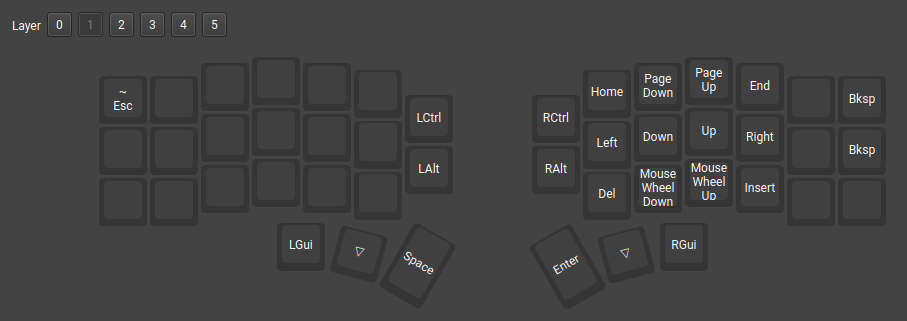 Layer 0 1 2 3 4 5
~
Esc
LCtrl
LAlt
LGui
▽
Space
RCtrl
Home
Page
Down
Page
Up
End
Bksp
RAlt
Left
Down
Up
Right
Bksp
Del
Mouse
Wheel
Down
Mouse
Wheel
Up
Insert
Enter
▽
RGui